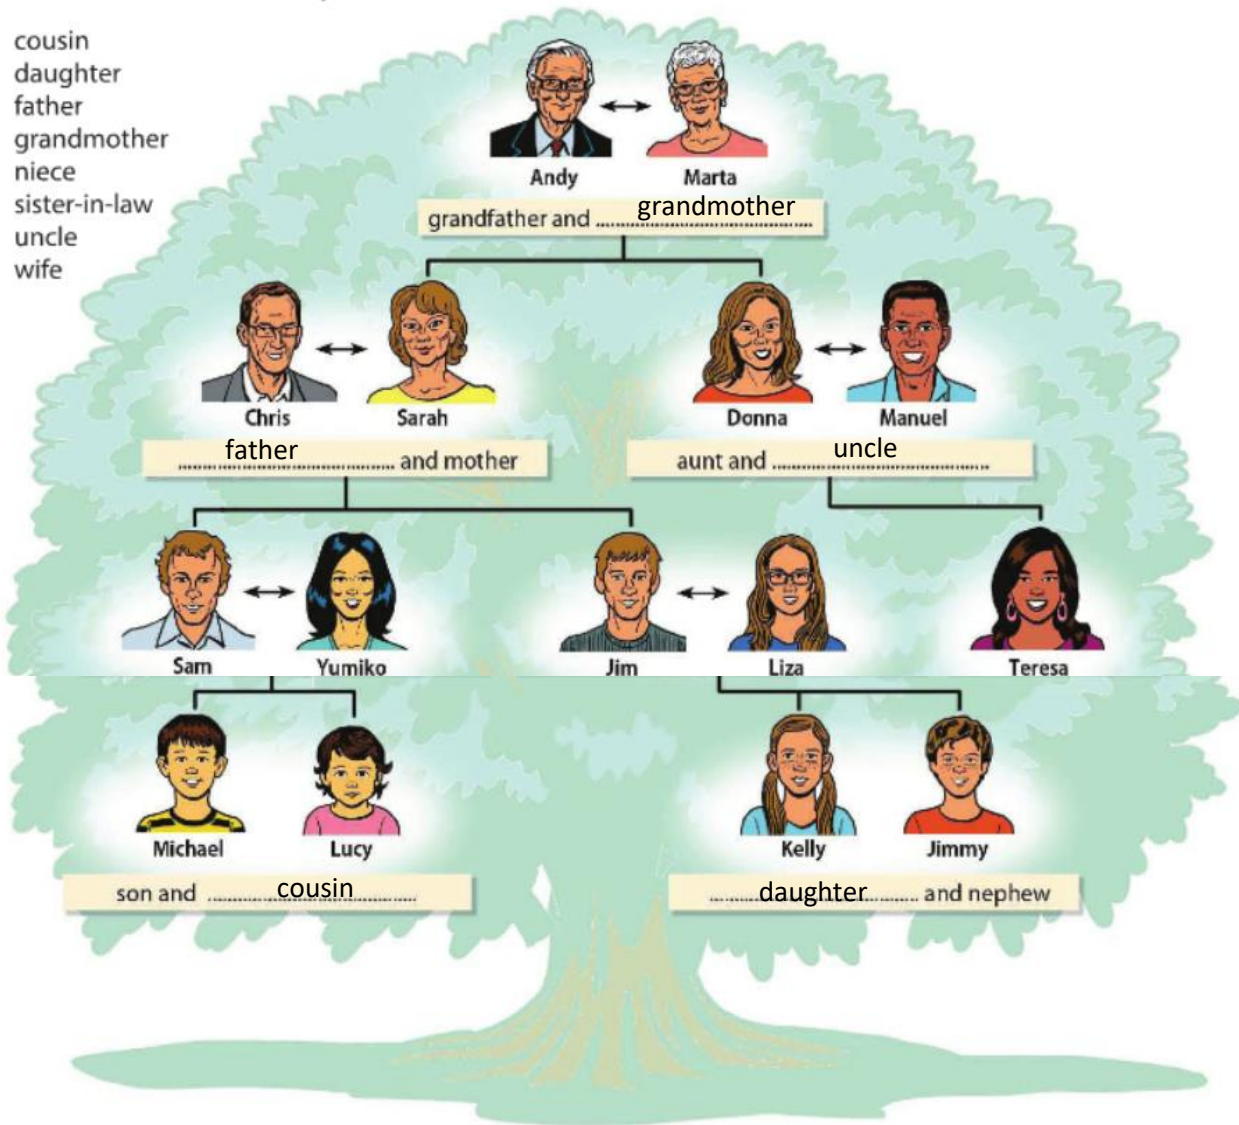 cousin
daughter
father
grandmother
niece
sister-in-law
uncle
wife
Andy Marta
grandfather and grandmother
Chris Sarah Donna Manuel
father and mother
aunt and uncle
Sam Yumiko Jim Liza Teresa
Michael Lucy Kelly Jimmy
son and cousin
daughter and nephew